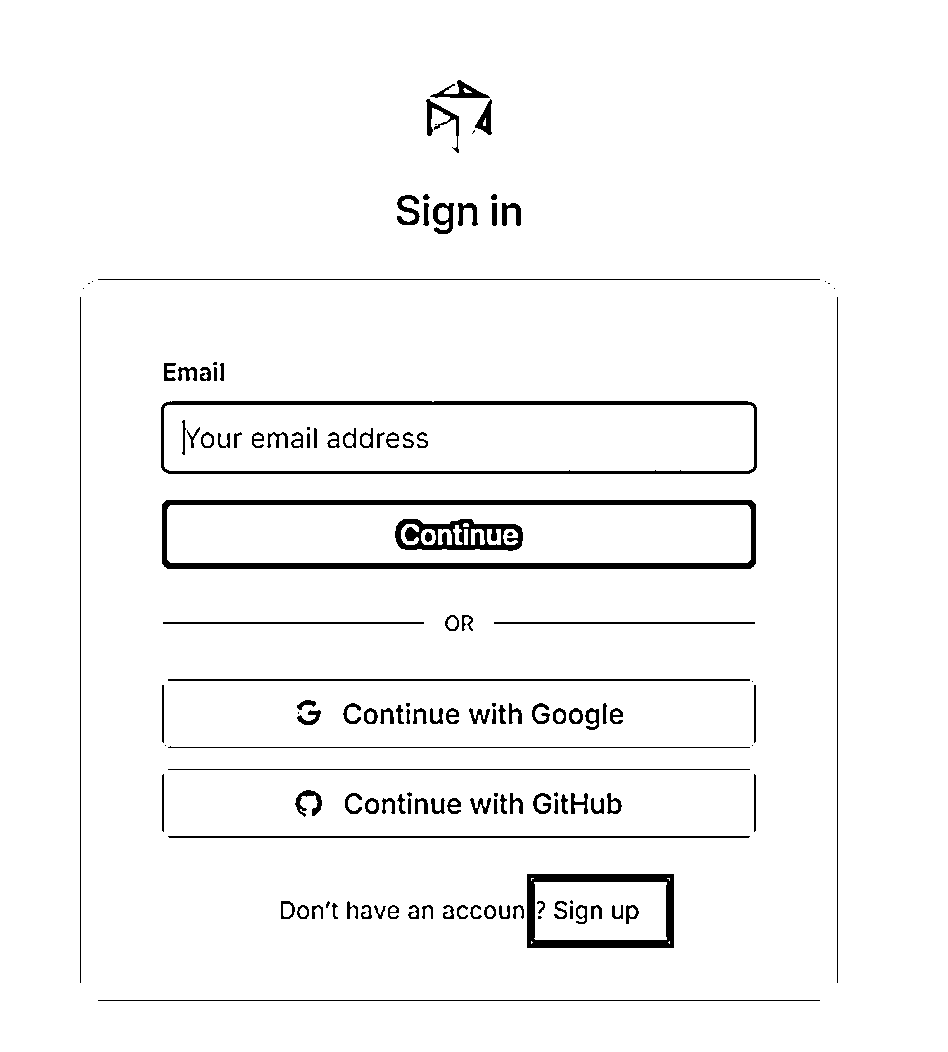 Sign in
Email
Your email address
Continue
OR
Continue with Google
Continue with GitHub
Don't have an accoun? Sign up